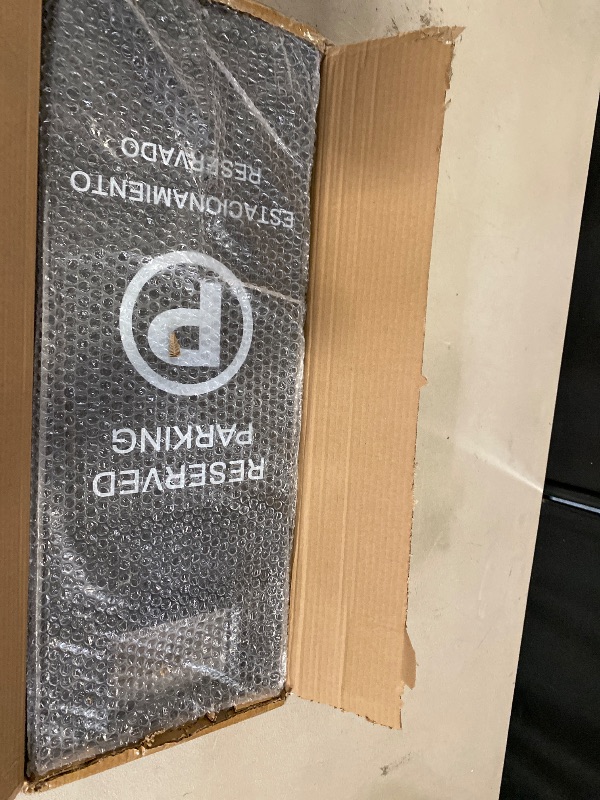 RESERVED
PARKING
P
ESTACIONAMIENTO
RESERVADO